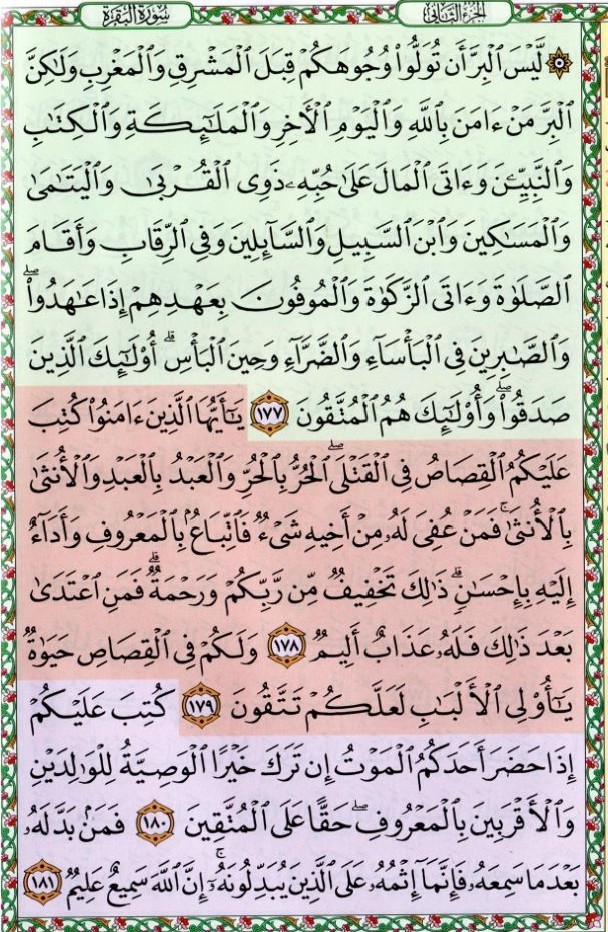 الجزء الثاني سورة البقرة
۞ لَّيْسَ ٱلْبِرَّ أَن تُوَلُّوا۟ وُجُوهَكُمْ قِبَلَ ٱلْمَشْرِقِ وَٱلْمَغْرِبِ وَلَٰكِنَّ
ٱلْبِرَّ مَنْ ءَامَنَ بِٱللَّهِ وَٱلْيَوْمِ ٱلْأَخِرِ وَٱلْمَلَٰٓئِكَةِ وَٱلْكِتَٰبِ
وَٱلنَّبِيِّـۧنَ وَءَاتَى ٱلْمَالَ عَلَىٰ حُبِّهِۦ ذَوِى ٱلْقُرْبَىٰ وَٱلْيَتَٰمَىٰ
وَٱلْمَسَٰكِينَ وَٱبْنَ ٱلسَّبِيلِ وَٱلسَّآئِلِينَ وَفِى ٱلرِّقَابِ وَأَقَامَ
ٱلصَّلَوٰةَ وَءَاتَى ٱلزَّكَوٰةَ وَٱلْمُوفُونَ بِعَهْدِهِمْ إِذَا عَٰهَدُوا۟ۖ
وَٱلصَّٰبِرِينَ فِى ٱلْبَأْسَآءِ وَٱلضَّرَّآءِ وَحِينَ ٱلْبَأْسِۗ أُو۟لَٰٓئِكَ ٱلَّذِينَ
صَدَقُوا۟ۖ وَأُو۟لَٰٓئِكَ هُمُ ٱلْمُتَّقُونَ ١٧٧ يَٰٓأَيُّهَا ٱلَّذِينَ ءَامَنُوا۟ كُتِبَ
عَلَيْكُمُ ٱلْقِصَاصُ فِى ٱلْقَتْلَىۖ ٱلْحُرُّ بِٱلْحُرِّ وَٱلْعَبْدُ بِٱلْعَبْدِ وَٱلْأُنثَىٰ
بِٱلْأُنثَىٰۚ فَمَنْ عُفِىَ لَهُۥ مِنْ أَخِيهِ شَىْءٌ فَٱتِّبَاعٌۢ بِٱلْمَعْرُوفِ وَأَدَآءٌ
إِلَيْهِ بِإِحْسَٰنٍۗ ذَٰلِكَ تَخْفِيفٌ مِّن رَّبِّكُمْ وَرَحْمَةٌۗ فَمَنِ ٱعْتَدَىٰ
بَعْدَ ذَٰلِكَ فَلَهُۥ عَذَابٌ أَلِيمٌ ١٧٨ وَلَكُمْ فِى ٱلْقِصَاصِ حَيَوٰةٌ
يَٰٓأُو۟لِى ٱلْأَلْبَٰبِ لَعَلَّكُمْ تَتَّقُونَ ١٧٩ كُتِبَ عَلَيْكُمْ
إِذَا حَضَرَ أَحَدَكُمُ ٱلْمَوْتُ إِن تَرَكَ خَيْرًا ٱلْوَصِيَّةُ لِلْوَٰلِدَيْنِ
وَٱلْأَقْرَبِينَ بِٱلْمَعْرُوفِۖ حَقًّا عَلَى ٱلْمُتَّقِينَ ١٨٠ فَمَنۢ بَدَّلَهُۥ
بَعْدَمَا سَمِعَهُۥ فَإِنَّمَآ إِثْمُهُۥ عَلَى ٱلَّذِينَ يُبَدِّلُونَهُۥٓۚ إِنَّ ٱللَّهَ سَمِيعٌ عَلِيمٌ ١٨١